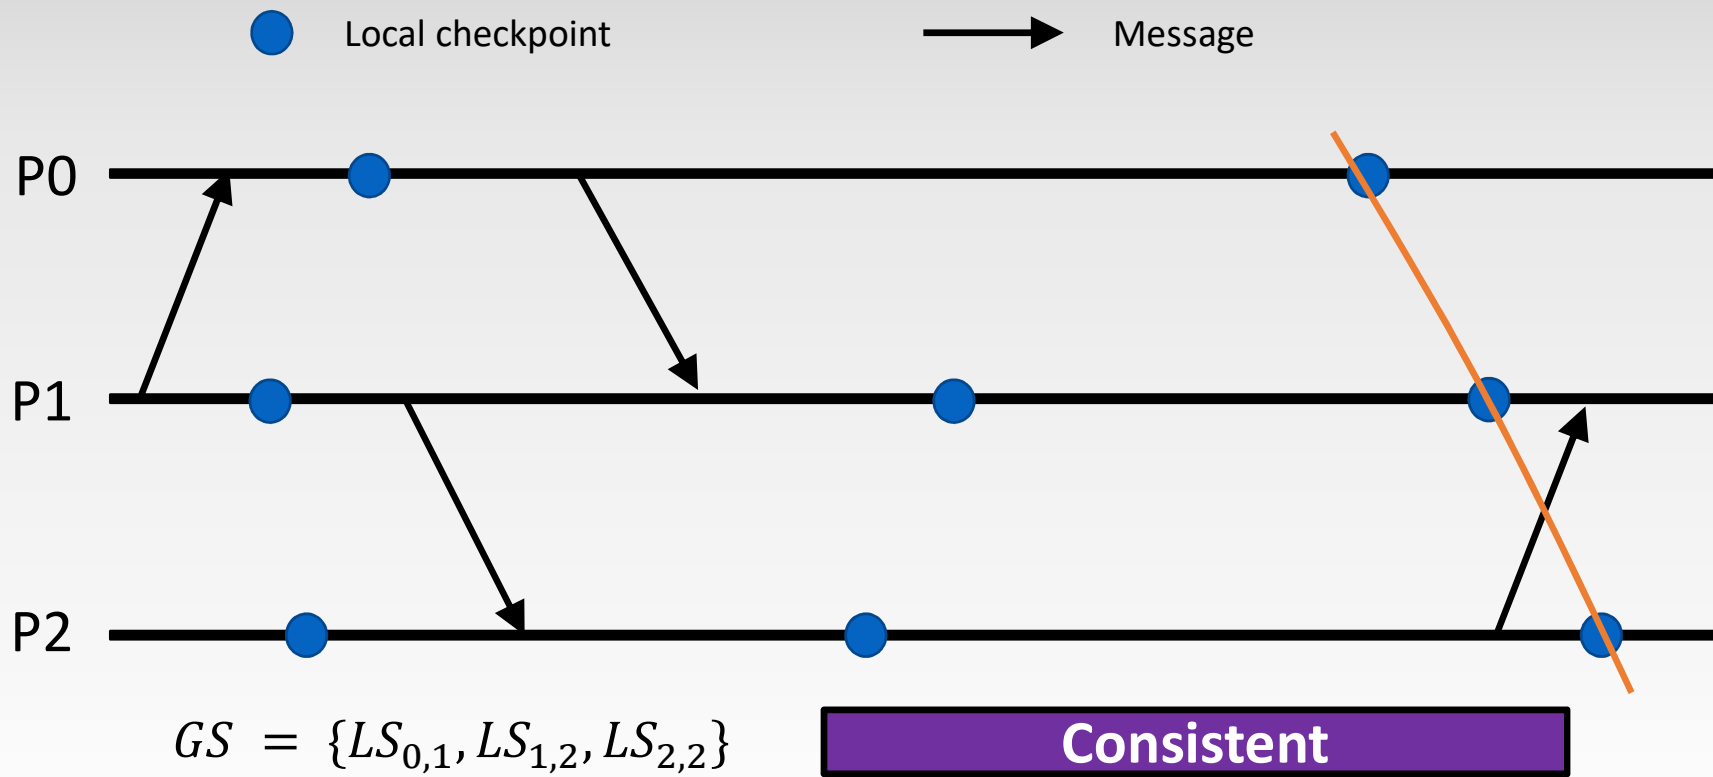 Local checkpoint Message
P0
P1
P2
GS = {LS₀,₁, LS₁,₂, LS₂,₂}
Consistent